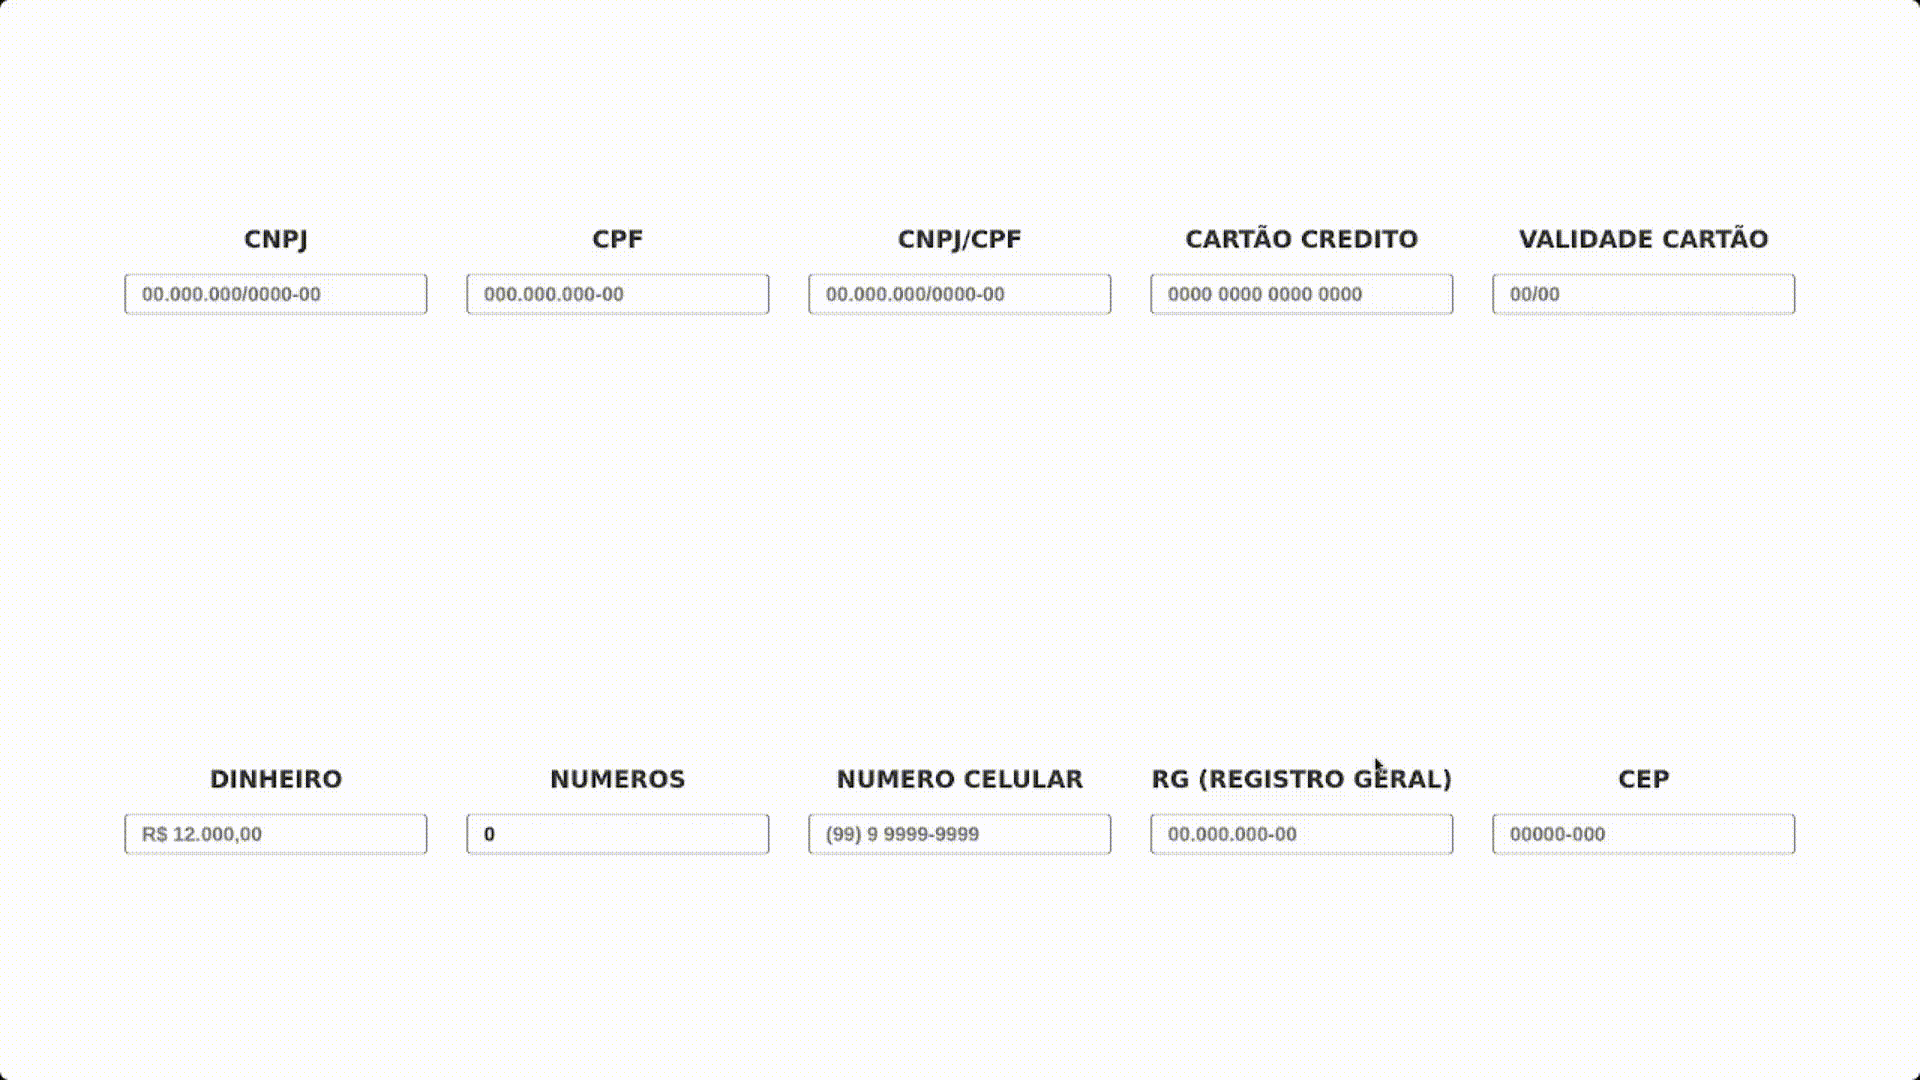 CNPJ CPF CNPJ/CPF CARTÃO CREDITO VALIDADE CARTÃO
00.000.000/0000-00 000.000.000-00 00.000.000/0000-00 0000 0000 0000 0000 00/00
DINHEIRO NUMEROS NUMERO CELULAR RG (REGISTRO GERAL) CEP
R$ 12.000,00 0 (99) 9 9999-9999 00.000.000-00 00000-000